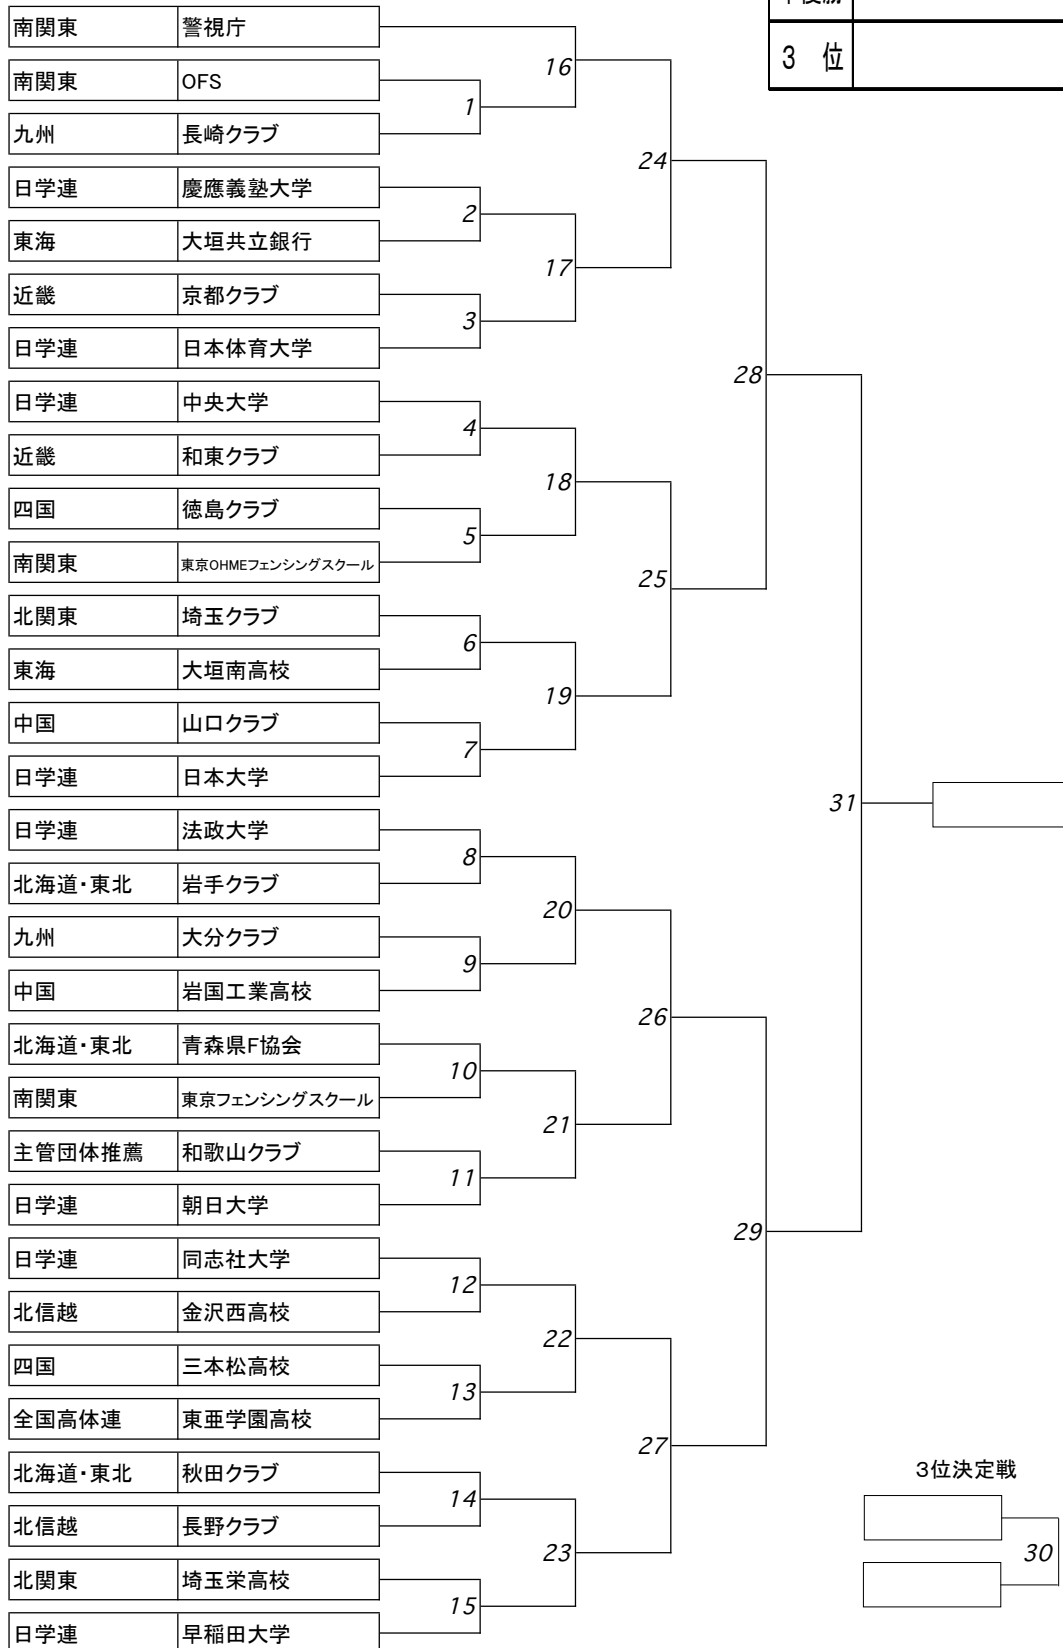 3 位
南関東 警視庁
南関東 OFS
九州 長崎クラブ
日学連 慶應義塾大学
東海 大垣共立銀行
近畿 京都クラブ
日学連 日本体育大学
日学連 中央大学
近畿 和東クラブ
四国 徳島クラブ
南関東 東京OHMEフェンシングスクール
北関東 埼玉クラブ
東海 大垣南高校
中国 山口クラブ
日学連 日本大学
日学連 法政大学
北海道・東北 岩手クラブ
九州 大分クラブ
中国 岩国工業高校
北海道・東北 青森県F協会
南関東 東京フェンシングスクール
主管団体推薦 和歌山クラブ
日学連 朝日大学
日学連 同志社大学
北信越 金沢西高校
四国 三本松高校
全国高体連 東亜学園高校
北海道・東北 秋田クラブ
北信越 長野クラブ
北関東 埼玉栄高校
日学連 早稲田大学
1
2
3
4
5
6
7
8
9
10
11
12
13
14
15
16
17
18
19
20
21
22
23
24
25
26
27
28
29
31
3位決定戦
30